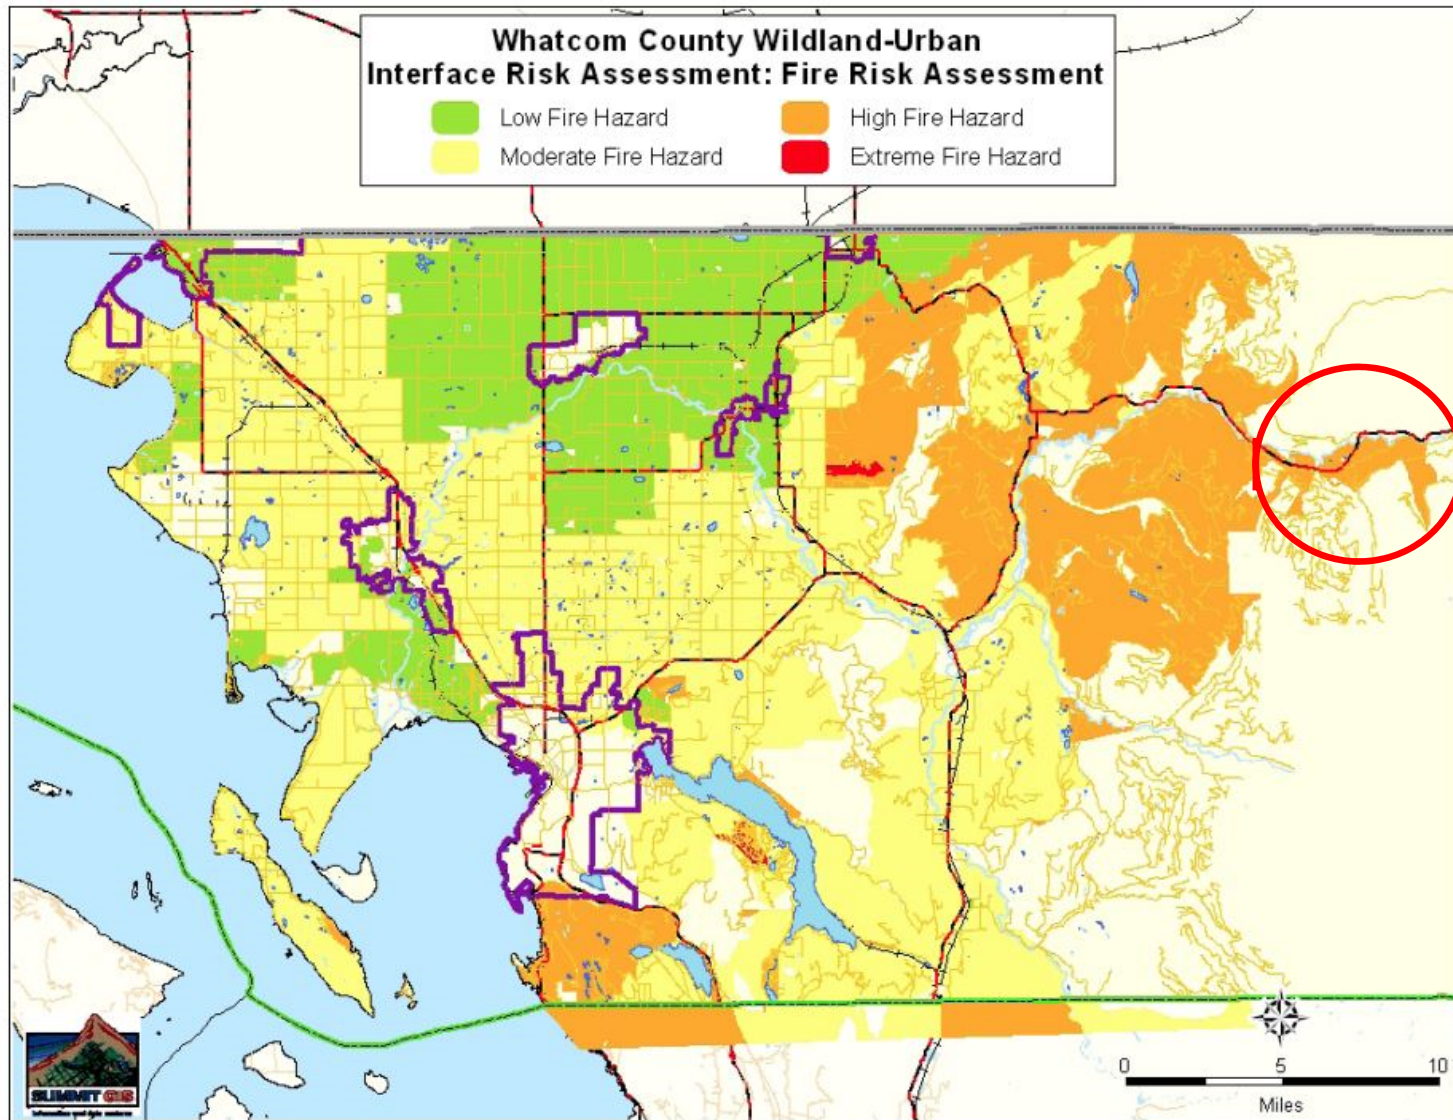 Whatcom County Wildland-Urban
Interface Risk Assessment: Fire Risk Assessment
Low Fire Hazard
High Fire Hazard
Moderate Fire Hazard
Extreme Fire Hazard
SUMMIT GIS
0 5 10
Miles